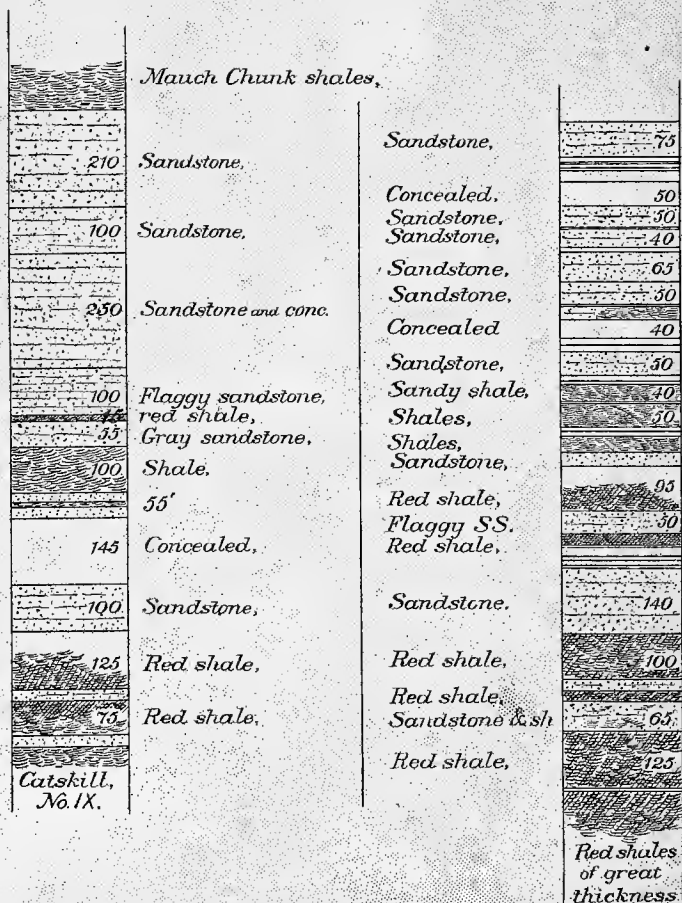 Mauch Chunk shales,
210 Sandstone,
100 Sandstone,
250 Sandstone and conc.
100 Flaggy sandstone,
15 red shale,
55 Gray sandstone,
100 Shale,
55'
145 Concealed,
100 Sandstone,
125 Red shale,
75 Red shale,
Catskill,
No. IX.
Sandstone, 75
Concealed, 50
Sandstone, 50
Sandstone, 40
Sandstone, 65
Sandstone, 50
Concealed 40
Sandstone, 50
Sandy shale, 40
Shales, 50
Shales,
Sandstone,
Red shale, 95
Flaggy SS. 50
Red shale,
Sandstone. 140
Red shale, 100
Red shale,
Sandstone & sh 65
Red shale, 125
Red shales
of great
thickness